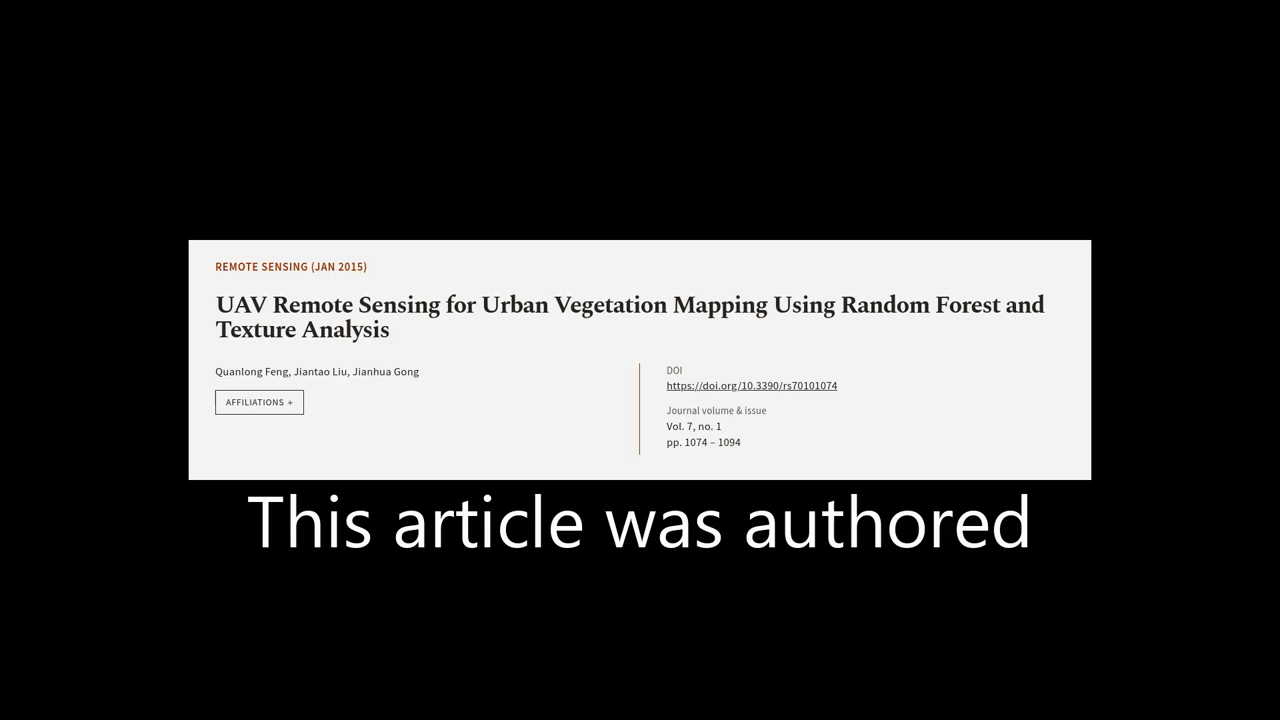 REMOTE SENSING (JAN 2015)
UAV Remote Sensing for Urban Vegetation Mapping Using Random Forest and
Texture Analysis
Quanlong Feng, Jiantao Liu, Jianhua Gong
AFFILIATIONS +
DOI
https://doi.org/10.3390/rs70101074
Journal volume & issue
Vol. 7, no. 1
pp. 1074 – 1094
This article was authored